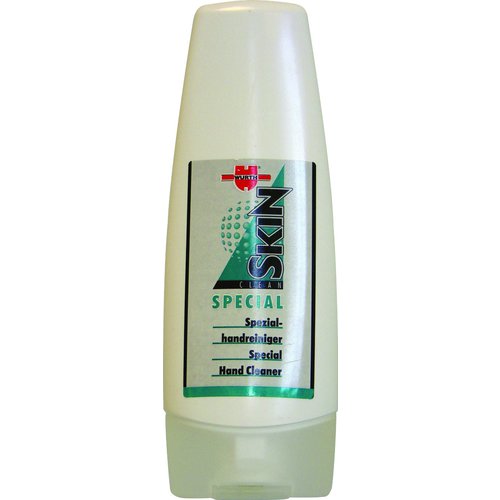 WÜRTH
SKIN
CLEAN
SPECIAL
Spezial-
handreiniger
Special
Hand Cleaner